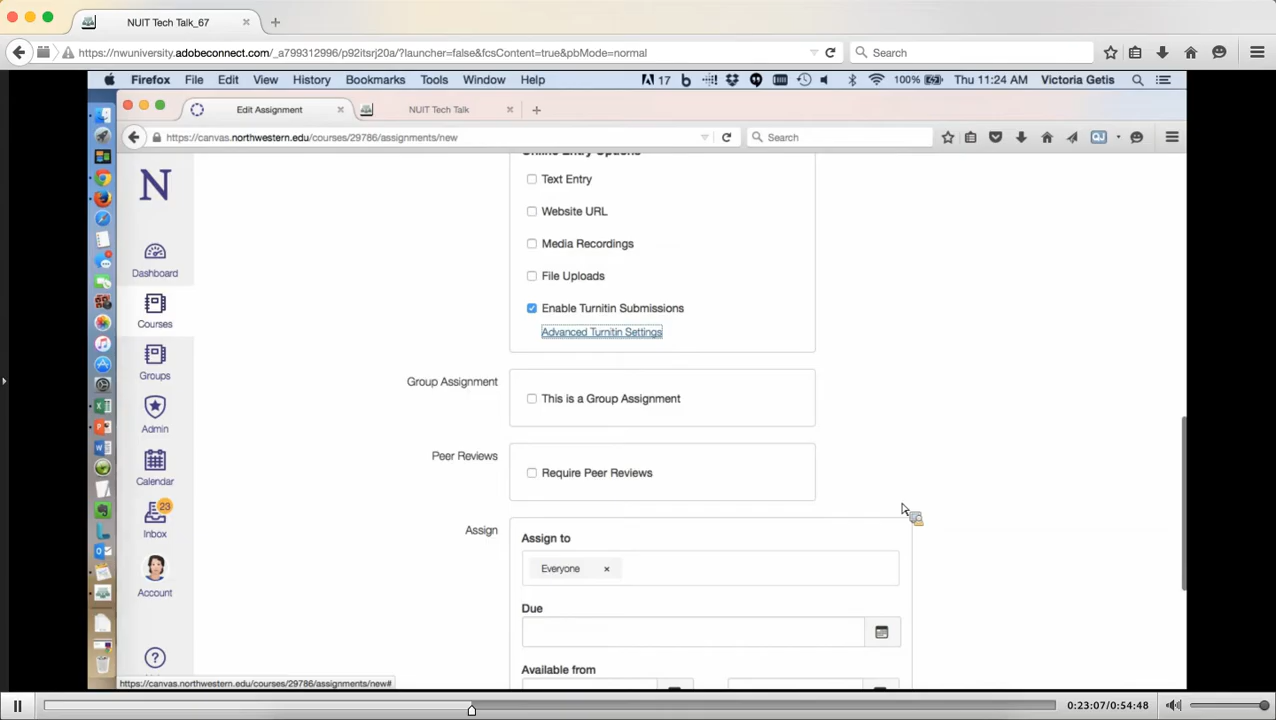 NUIT Tech Talk_67
https://nwuniversity.adobeconnect.com/_a799312996/p92itsrj20a/?launcher=false&fcsContent=true&pbMode=normal
Search
Firefox File Edit View History Bookmarks Tools Window Help
17
100%
Thu 11:24 AM Victoria Getis
Edit Assignment
NUIT Tech Talk
https://canvas.northwestern.edu/courses/29786/assignments/new
Search
N
Dashboard
Courses
Groups
Admin
Calendar
23
Inbox
Account
Online Entry Options
Text Entry
Website URL
Media Recordings
File Uploads
Enable Turnitin Submissions
Advanced Turnitin Settings
Group Assignment
This is a Group Assignment
Peer Reviews
Require Peer Reviews
Assign
Assign to
Everyone ×
Due
Available from
https://canvas.northwestern.edu/courses/29786/assignments/new#
0:23:07/0:54:48